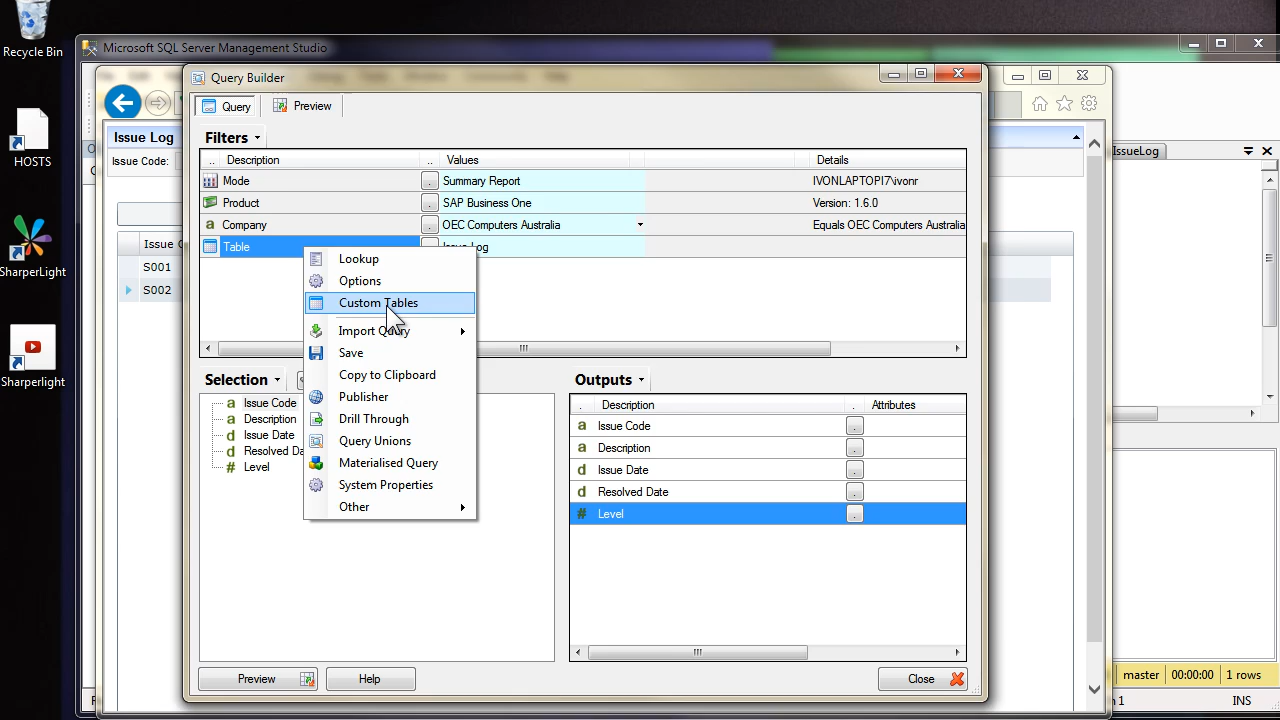 Recycle Bin
HOSTS
SharperLight
Sharperlight
Microsoft SQL Server Management Studio
Issue Log
Issue Code:
Issue C
S001
S002
Query Builder
Query
Preview
Filters
.. Description .. Values Details
Mode . Summary Report IVONLAPTOPI7\ivonr
Product . SAP Business One Version: 1.6.0
Company . OEC Computers Australia Equals OEC Computers Australia
Table Issue Log
Lookup
Options
Custom Tables
Import Query
Save
Copy to Clipboard
Publisher
Drill Through
Query Unions
Materialised Query
System Properties
Other
Selection
Issue Code
Description
Issue Date
Resolved Da
Level
Outputs
. Description . Attributes
Issue Code .
Description .
Issue Date .
Resolved Date .
Level .
Preview
Help
Close
IssueLog
master 00:00:00 1 rows
n 1 INS